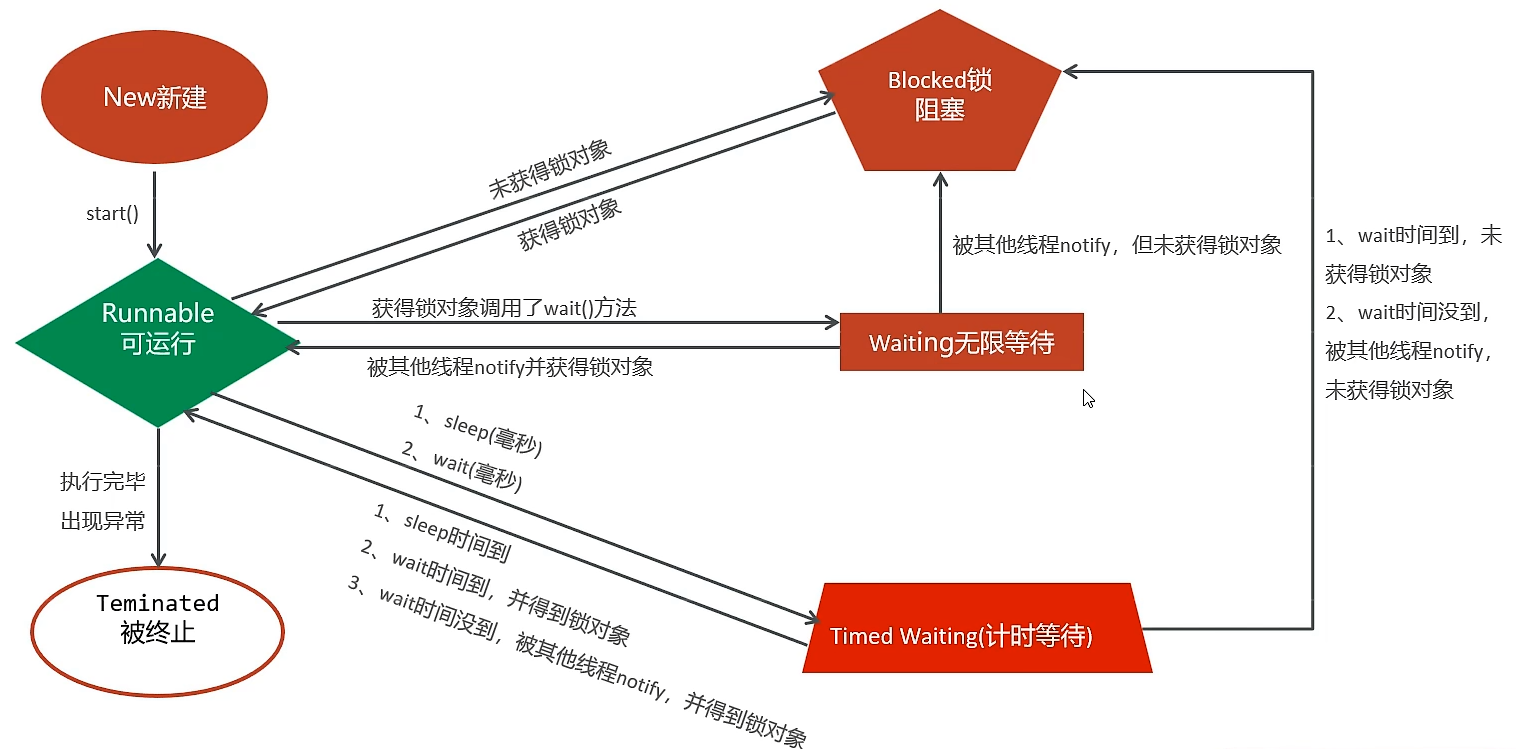 New新建
Blocked锁
阻塞
未获得锁对象
获得锁对象
start()
被其他线程notify，但未获得锁对象
1、wait时间到，未
获得锁对象
2、wait时间没到，
被其他线程notify，
未获得锁对象
Runnable
可运行
获得锁对象调用了wait()方法
Waiting无限等待
被其他线程notify并获得锁对象
1、sleep(毫秒)
2、wait(毫秒)
执行完毕
出现异常
1、sleep时间到
2、wait时间到，并得到锁对象
3、wait时间没到，被其他线程notify，并得到锁对象
Teminated
被终止
Timed Waiting(计时等待)